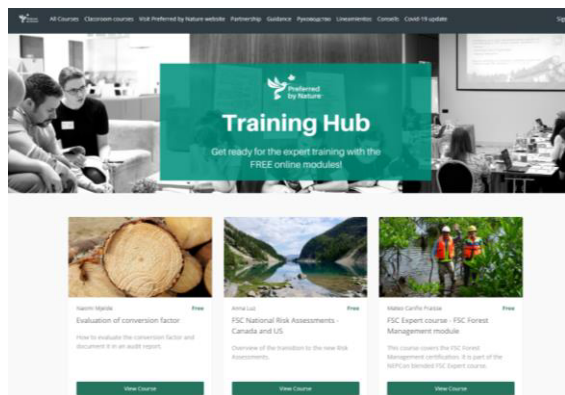 Preferred by Nature
All Courses Classroom courses Visit Preferred by Nature website Partnership Guidance Руководство Lineamientos Conseils Covid-19 update
Preferred
by Nature
Training Hub
Get ready for the expert training with the
FREE online modules!
Free
Evaluation of conversion factor
How to evaluate the conversion factor and
document it in an audit report.
View Course
Anna Luz Free
FSC National Risk Assessments -
Canada and US
Overview of the transition to the new Risk
Assessments.
View Course
Free
FSC Expert course - FSC Forest
Management module
This course covers the FSC Forest
Management certification. It is part of the
NEPCon blended FSC Expert course.
View Course